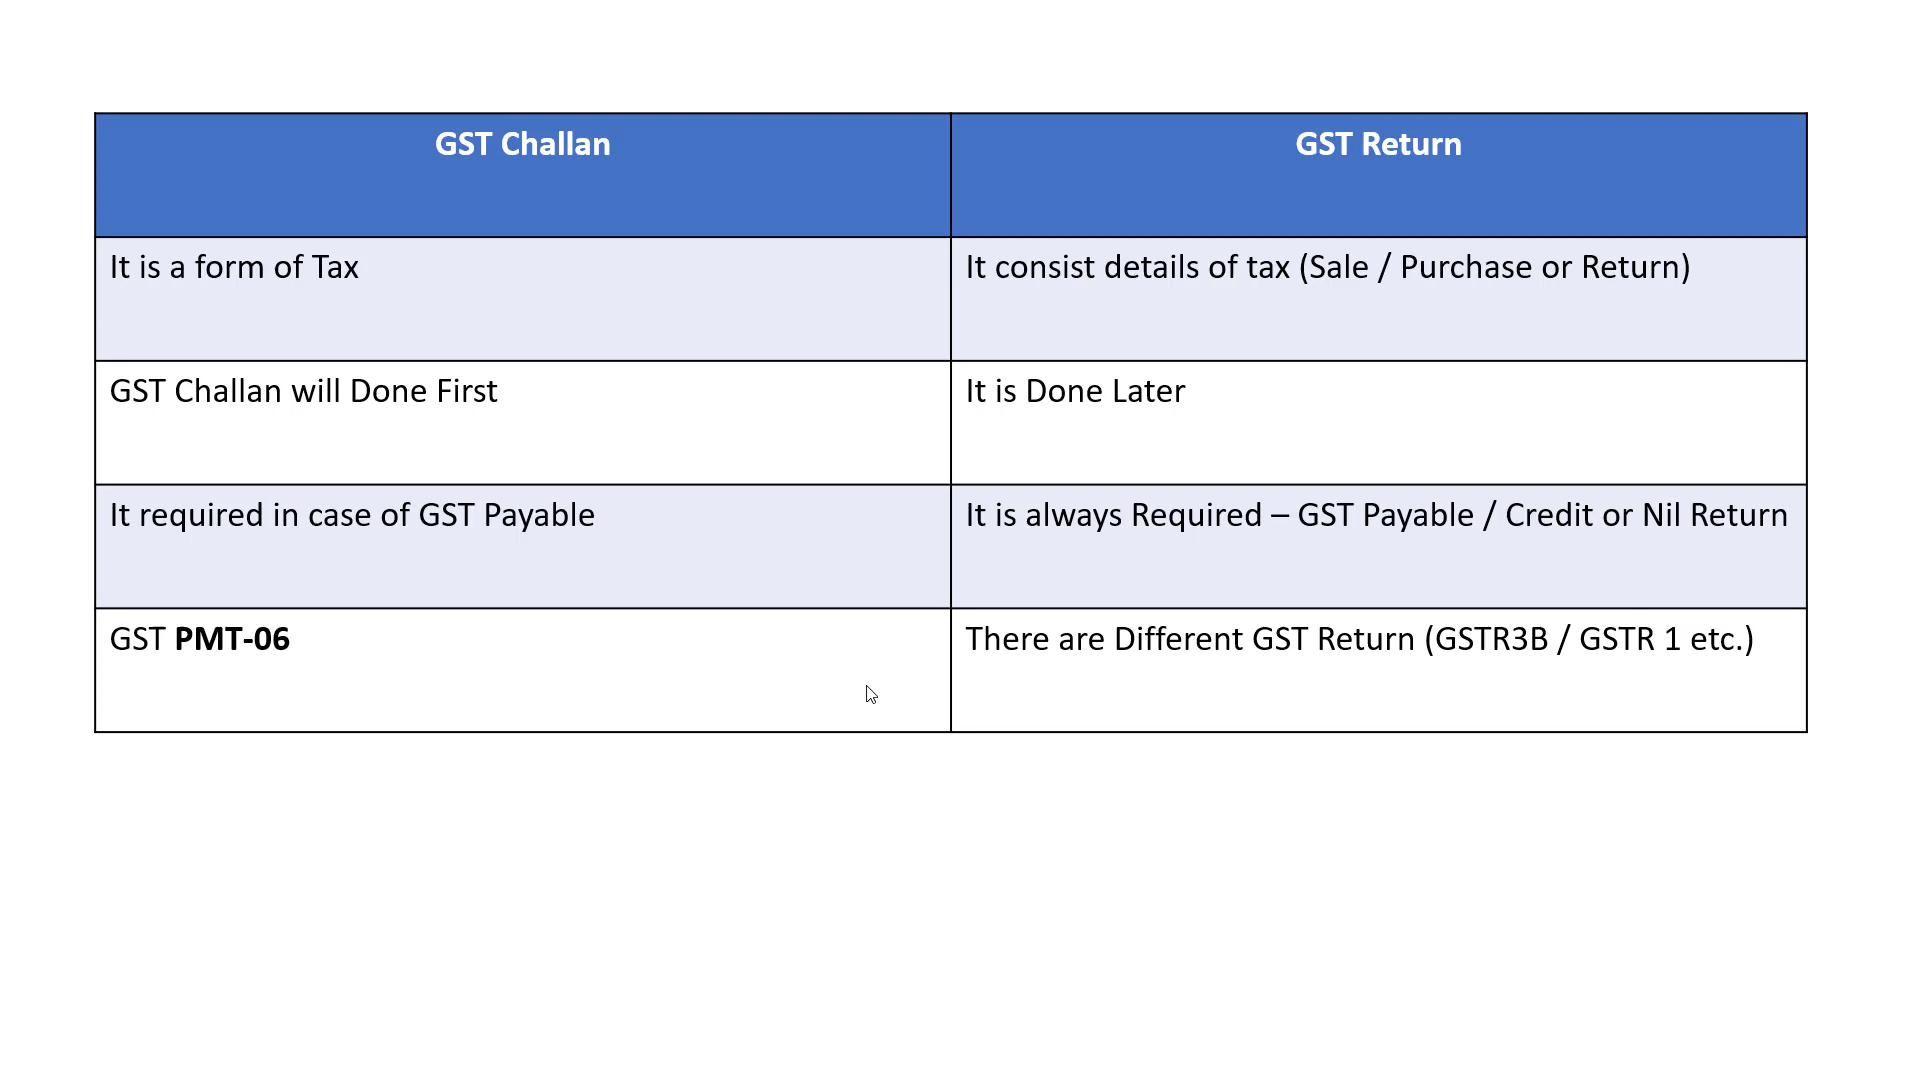 GST Challan
GST Return
It is a form of Tax
It consist details of tax (Sale / Purchase or Return)
GST Challan will Done First
It is Done Later
It required in case of GST Payable
It is always Required – GST Payable / Credit or Nil Return
GST PMT-06
There are Different GST Return (GSTR3B / GSTR 1 etc.)